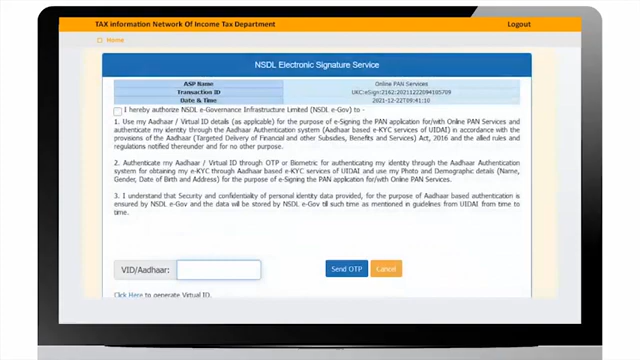 TAX information Network Of Income Tax Department
Logout
Home
NSDL Electronic Signature Service
ASP Name Online PAN Services
Transaction ID UKC:eSign:2162:20211222094105709
Date & Time 2021-12-22T09:41:10
I hereby authorize NSDL e-Governance Infrastructure Limited (NSDL e-Gov) to -
1. Use my Aadhaar / Virtual ID details (as applicable) for the purpose of e-Signing the PAN application for/with Online PAN Services and
authenticate my identity through the Aadhaar Authentication system (Aadhaar based e-KYC services of UIDAI) in accordance with the
provisions of the Aadhaar (Targeted Delivery of Financial and other Subsidies, Benefits and Services) Act, 2016 and the allied rules and
regulations notified thereunder and for no other purpose.
2. Authenticate my Aadhaar / Virtual ID through OTP or Biometric for authenticating my identity through the Aadhaar Authentication
system for obtaining my e-KYC through Aadhaar based e-KYC services of UIDAI and use my Photo and Demographic details (Name,
Gender, Date of Birth and Address) for the purpose of e-Signing the PAN application for/with Online PAN Services.
3. I understand that Security and confidentiality of personal identity data provided, for the purpose of Aadhaar based authentication is
ensured by NSDL e-Gov and the data will be stored by NSDL e-Gov till such time as mentioned in guidelines from UIDAI from time to
time.
VID/Aadhaar:
Send OTP
Cancel
Click Here to generate Virtual ID.